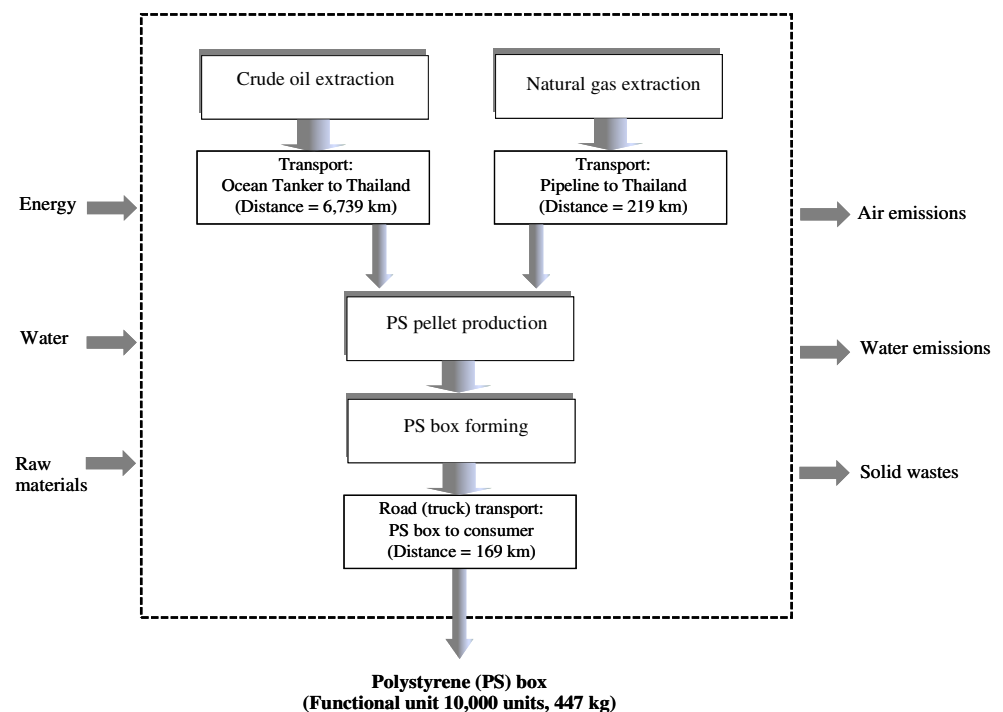 Crude oil extraction
Natural gas extraction
Transport:
Ocean Tanker to Thailand
(Distance = 6,739 km)
Transport:
Pipeline to Thailand
(Distance = 219 km)
Energy
Air emissions
PS pellet production
Water
Water emissions
PS box forming
Raw
materials
Solid wastes
Road (truck) transport:
PS box to consumer
(Distance = 169 km)
Polystyrene (PS) box
(Functional unit 10,000 units, 447 kg)